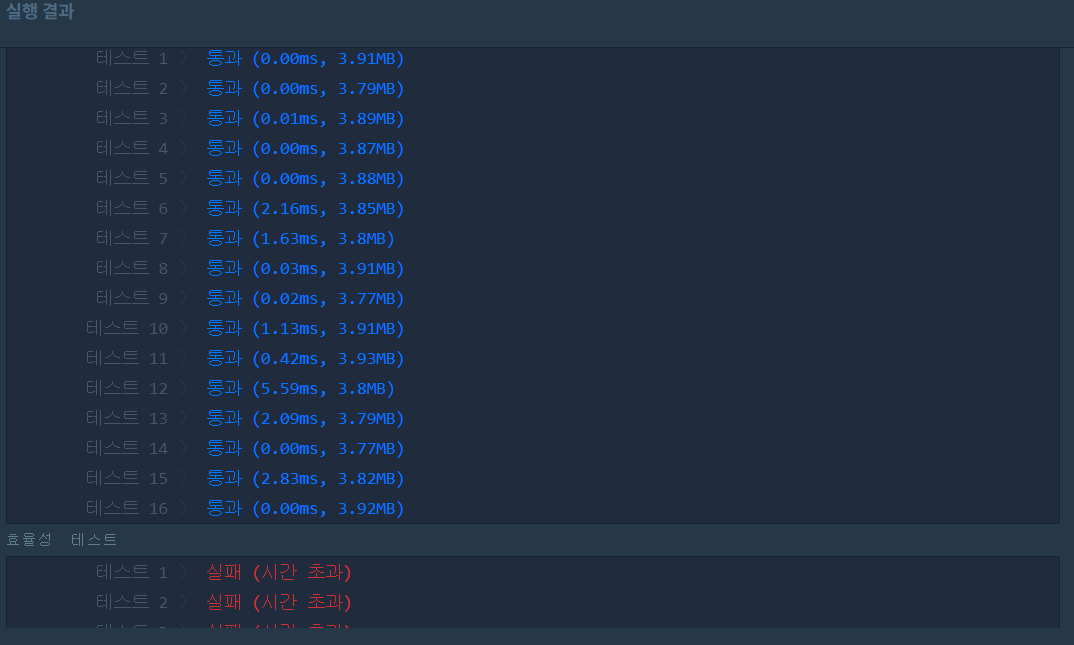 실행 결과
테스트 1 〉 통과 (0.00ms, 3.91MB)
테스트 2 〉 통과 (0.00ms, 3.79MB)
테스트 3 〉 통과 (0.01ms, 3.89MB)
테스트 4 〉 통과 (0.00ms, 3.87MB)
테스트 5 〉 통과 (0.00ms, 3.88MB)
테스트 6 〉 통과 (2.16ms, 3.85MB)
테스트 7 〉 통과 (1.63ms, 3.8MB)
테스트 8 〉 통과 (0.03ms, 3.91MB)
테스트 9 〉 통과 (0.02ms, 3.77MB)
테스트 10 〉 통과 (1.13ms, 3.91MB)
테스트 11 〉 통과 (0.42ms, 3.93MB)
테스트 12 〉 통과 (5.59ms, 3.8MB)
테스트 13 〉 통과 (2.09ms, 3.79MB)
테스트 14 〉 통과 (0.00ms, 3.77MB)
테스트 15 〉 통과 (2.83ms, 3.82MB)
테스트 16 〉 통과 (0.00ms, 3.92MB)
효율성 테스트
테스트 1 〉 실패 (시간 초과)
테스트 2 〉 실패 (시간 초과)